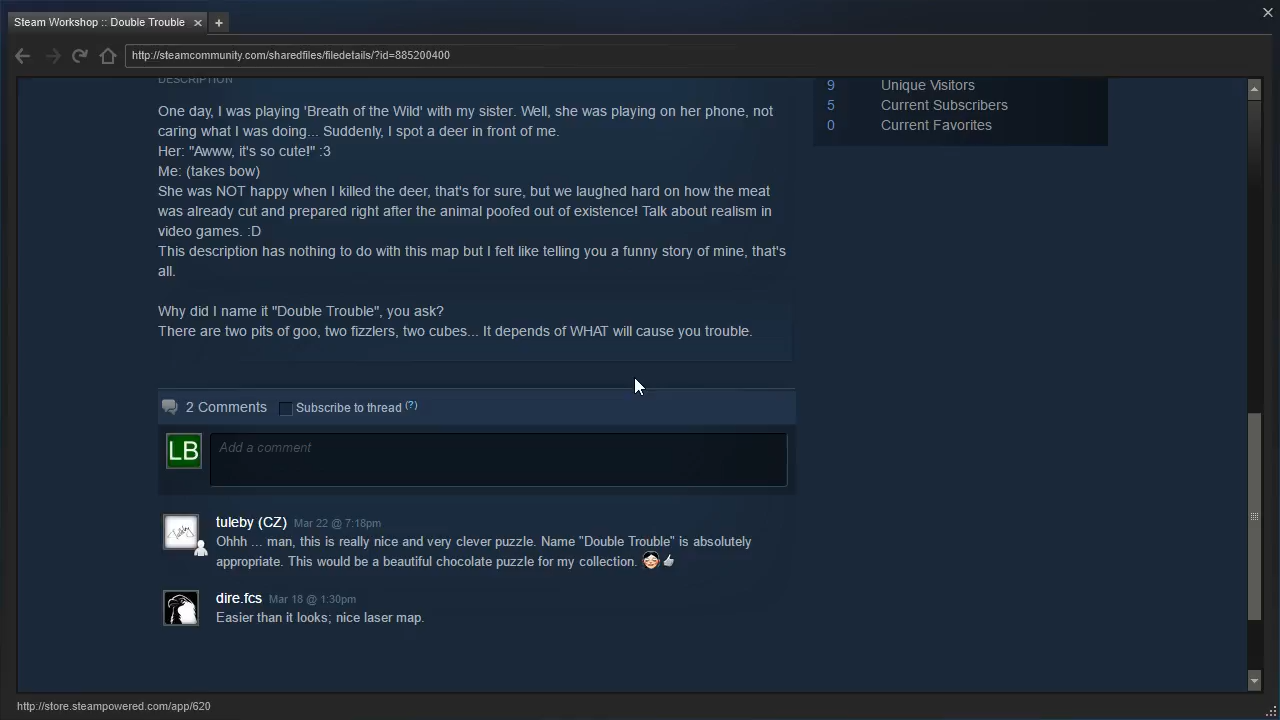 Steam Workshop :: Double Trouble
http://steamcommunity.com/sharedfiles/filedetails/?id=885200400
DESCRIPTION
One day, I was playing 'Breath of the Wild' with my sister. Well, she was playing on her phone, not
caring what I was doing... Suddenly, I spot a deer in front of me.
Her: "Awww, it's so cute!" :3
Me: (takes bow)
She was NOT happy when I killed the deer, that's for sure, but we laughed hard on how the meat
was already cut and prepared right after the animal poofed out of existence! Talk about realism in
video games. :D
This description has nothing to do with this map but I felt like telling you a funny story of mine, that's
all.
Why did I name it "Double Trouble", you ask?
There are two pits of goo, two fizzlers, two cubes... It depends of WHAT will cause you trouble.
9 Unique Visitors
5 Current Subscribers
0 Current Favorites
2 Comments Subscribe to thread (?)
LB
Add a comment
tuleby (CZ) Mar 22 @ 7:18pm
Ohhh ... man, this is really nice and very clever puzzle. Name "Double Trouble" is absolutely
appropriate. This would be a beautiful chocolate puzzle for my collection.
dire.fcs Mar 18 @ 1:30pm
Easier than it looks; nice laser map.
http://store.steampowered.com/app/620